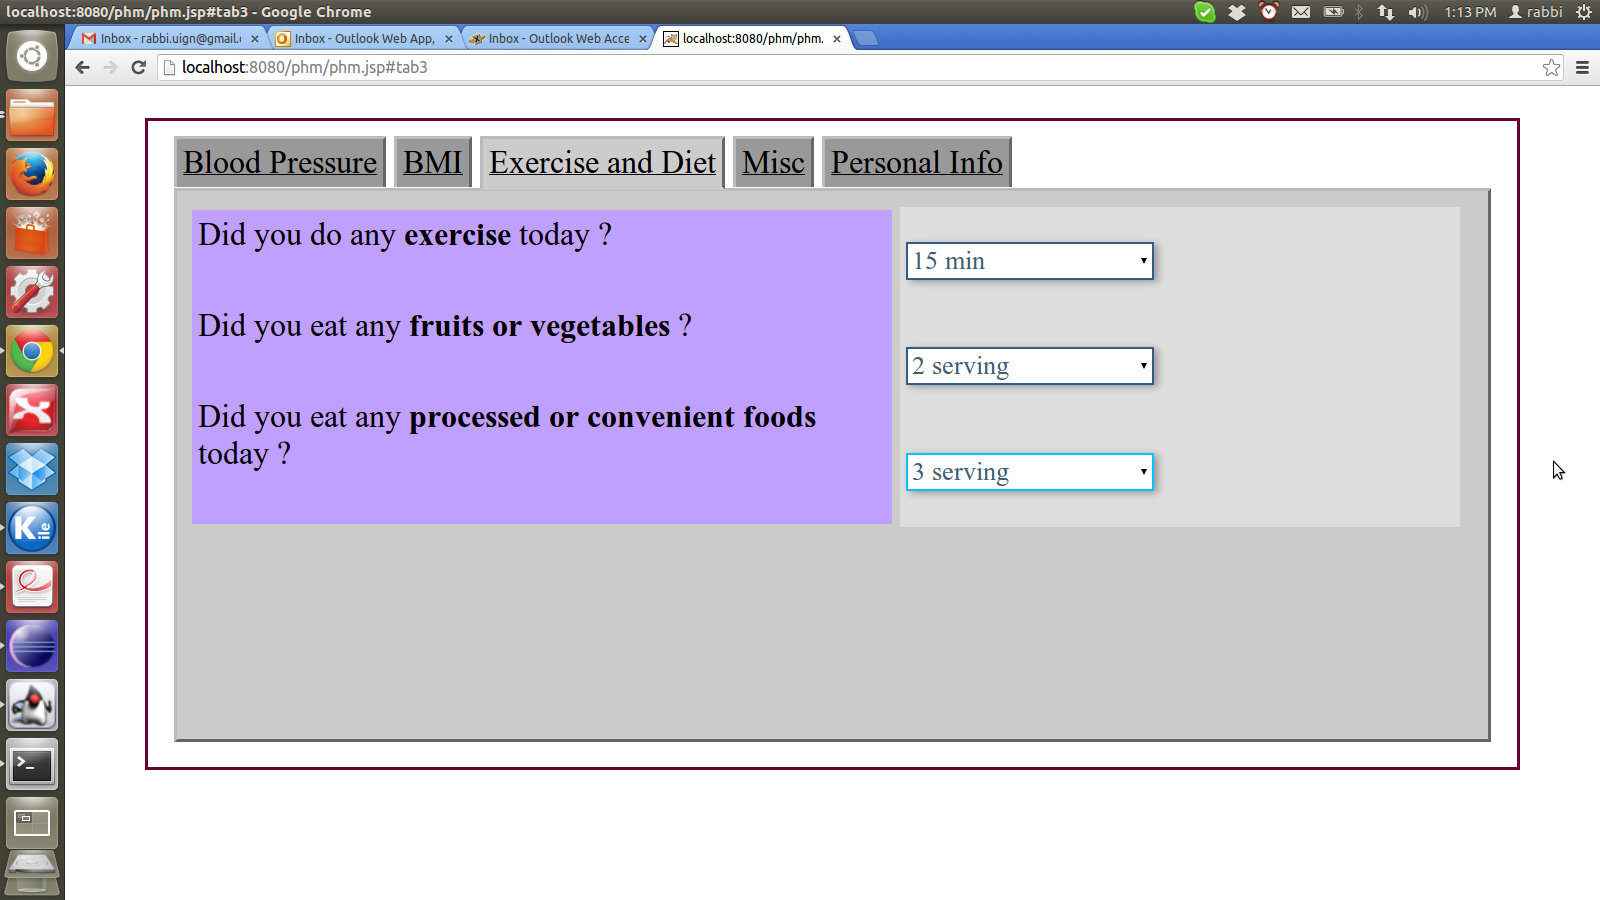 localhost:8080/phm/phm.jsp#tab3 - Google Chrome
1:13 PM rabbi
Inbox - rabbi.uign@gmail.
Inbox - Outlook Web App,
Inbox - Outlook Web Acce
localhost:8080/phm/phm.
localhost:8080/phm/phm.jsp#tab3
Blood Pressure BMI Exercise and Diet Misc Personal Info
Did you do any exercise today ?
15 min
Did you eat any fruits or vegetables ?
2 serving
Did you eat any processed or convenient foods
today ?
3 serving
Kile